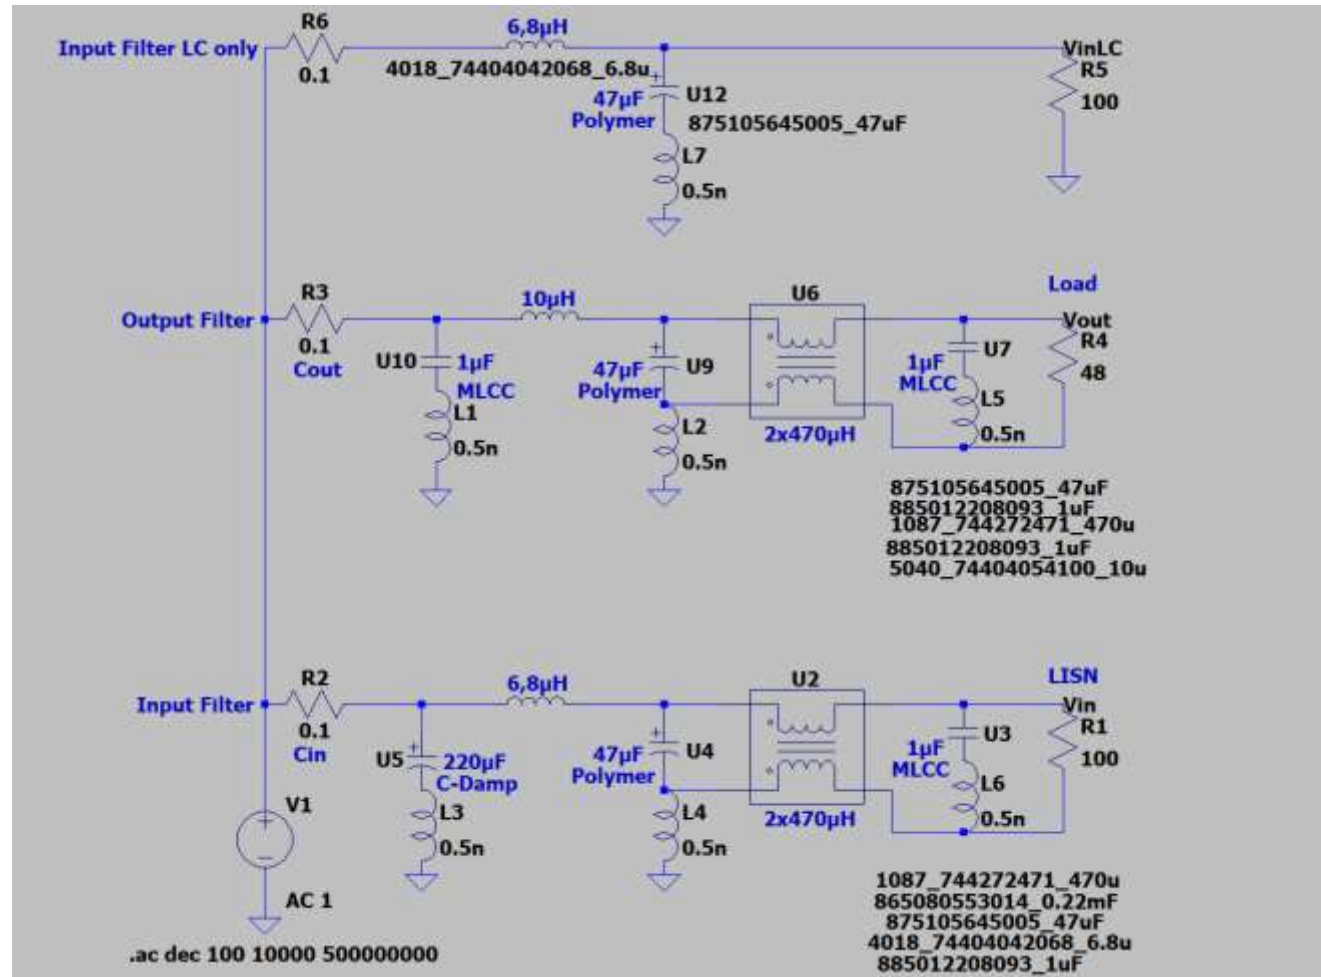 R6
Input Filter LC only
0.1
6,8µH
4018_74404042068_6.8u
+
47µF
Polymer
U12
875105645005_47uF
L7
0.5n
VinLC
R5
100
R3
Output Filter
0.1
Cout
U10
1µF
MLCC
L1
0.5n
10µH
+
47µF
Polymer
U9
L2
0.5n
U6
2x470µH
Load
Vout
R4
48
1µF
MLCC
U7
L5
0.5n
875105645005_47uF
885012208093_1uF
1087_744272471_470u
885012208093_1uF
5040_74404054100_10u
R2
Input Filter
0.1
Cin
+
U5
220µF
C-Damp
L3
0.5n
6,8µH
+
47µF
Polymer
U4
L4
0.5n
U2
2x470µH
LISN
Vin
R1
100
1µF
MLCC
U3
L6
0.5n
V1
+
−
AC 1
.ac dec 100 10000 500000000
1087_744272471_470u
865080553014_0.22mF
875105645005_47uF
4018_74404042068_6.8u
885012208093_1uF